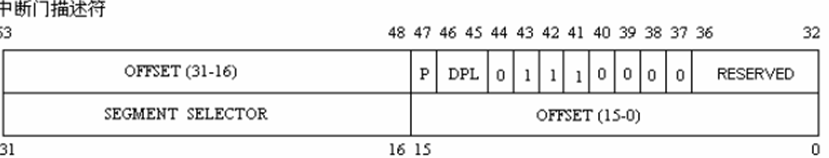 中断门描述符
63 48 47 46 45 44 43 42 41 40 39 38 37 36 32
OFFSET (31-16) P DPL 0 1 1 1 0 0 0 0 RESERVED
SEGMENT SELECTOR OFFSET (15-0)
31 16 15 0